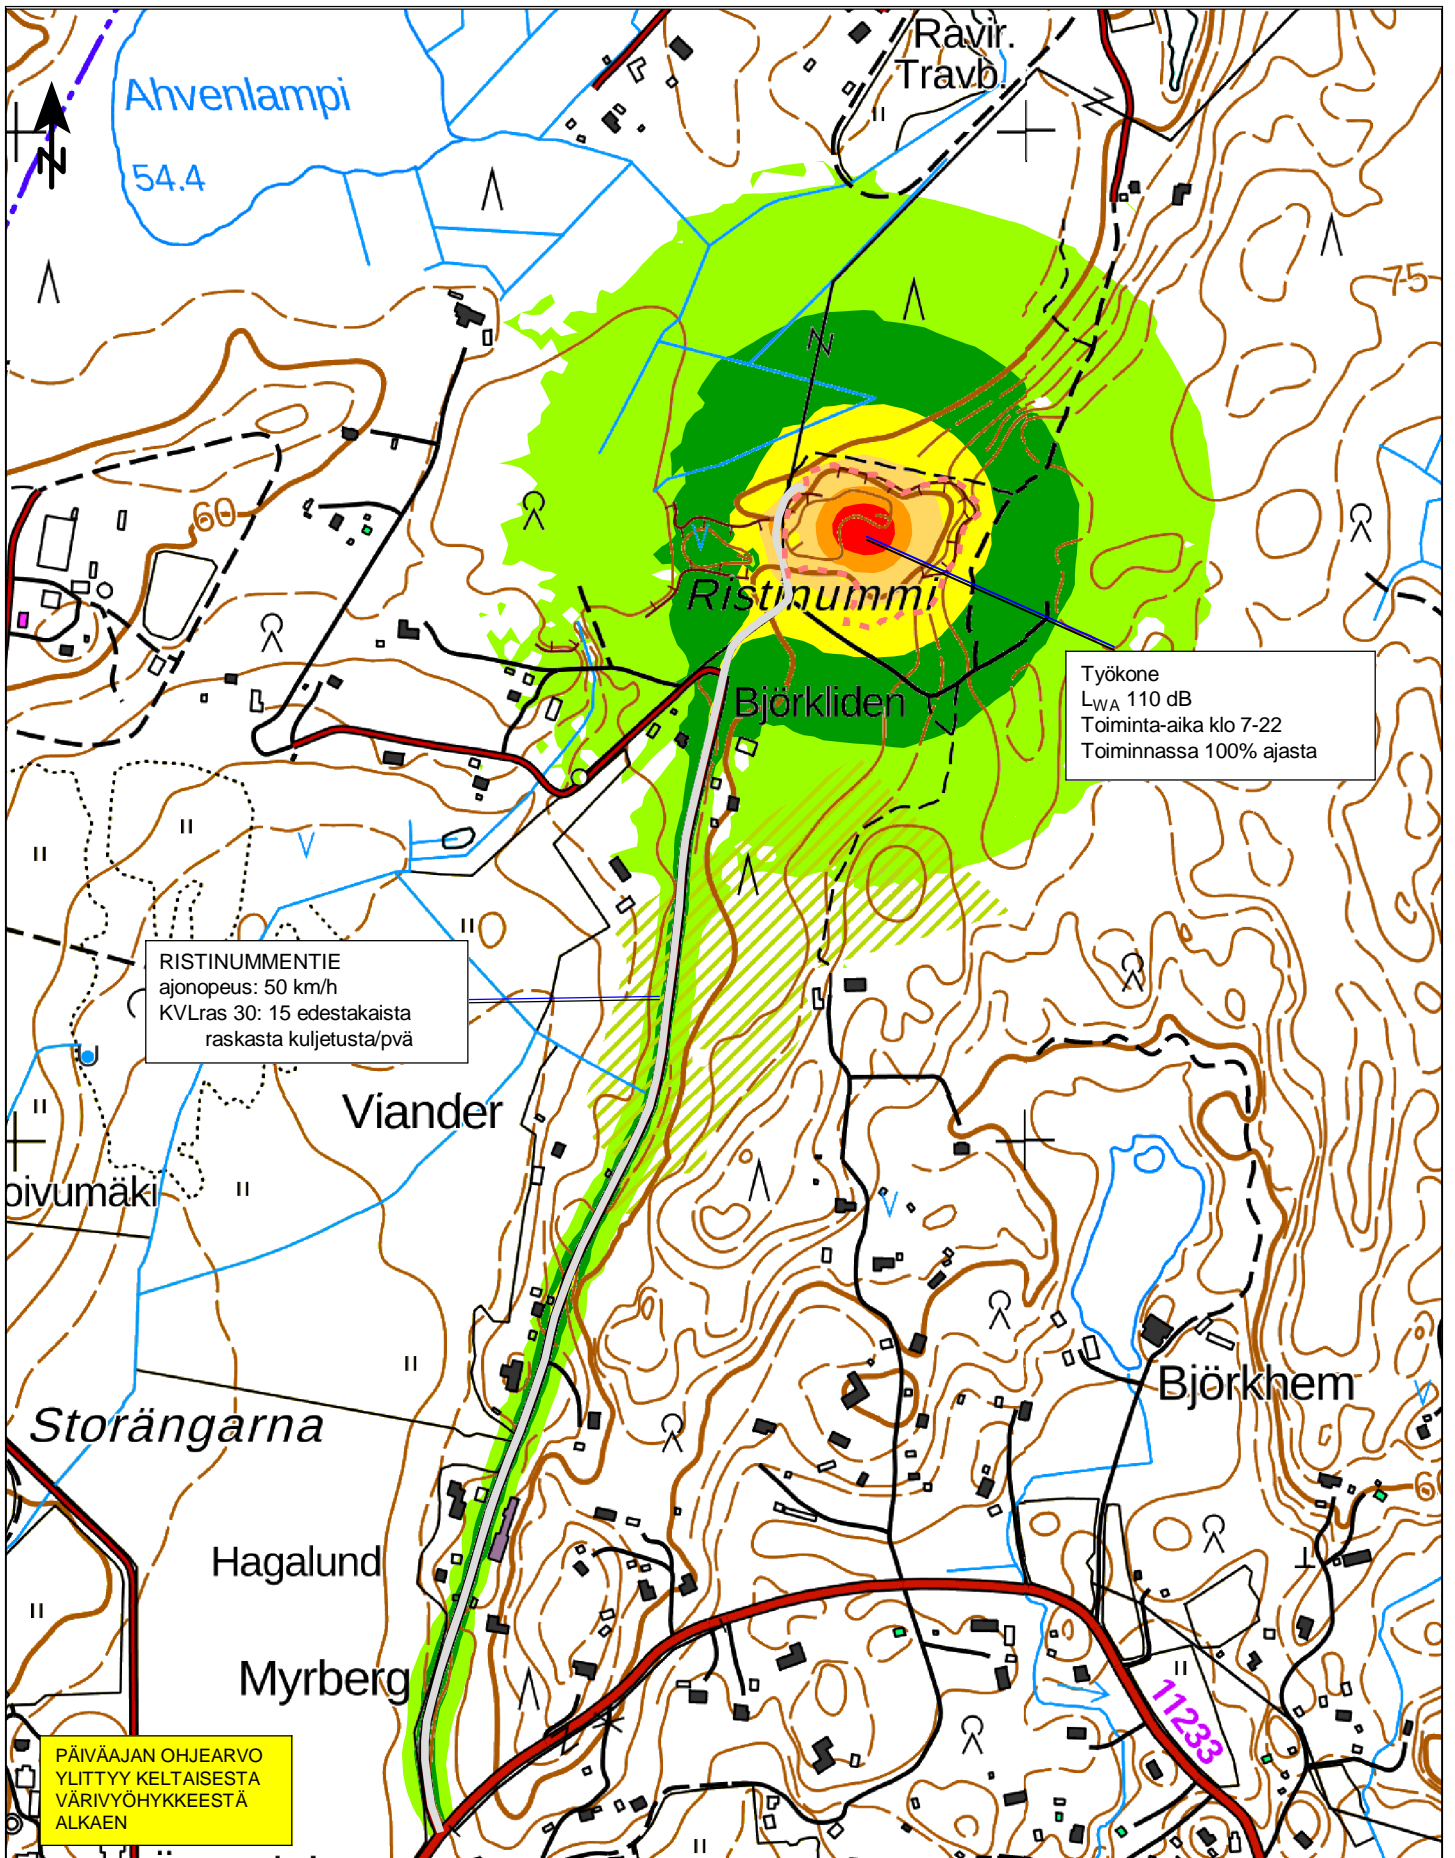 Ravir.
Travb.
Ahvenlampi
54.4
N
75
60
Ristinummi
Työkone
LWA 110 dB
Toiminta-aika klo 7-22
Toiminnassa 100% ajasta
Björkliden
RISTINUMMENTIE
ajonopeus: 50 km/h
KVLras 30: 15 edestakaista
raskasta kuljetusta/pvä
Viander
oivumäki
Björkhem
Storängarna
Hagalund
Myrberg
11233
PÄIVÄAJAN OHJEARVO
YLITTYY KELTAISESTA
VÄRIVYÖHYKKEESTÄ
ALKAEN